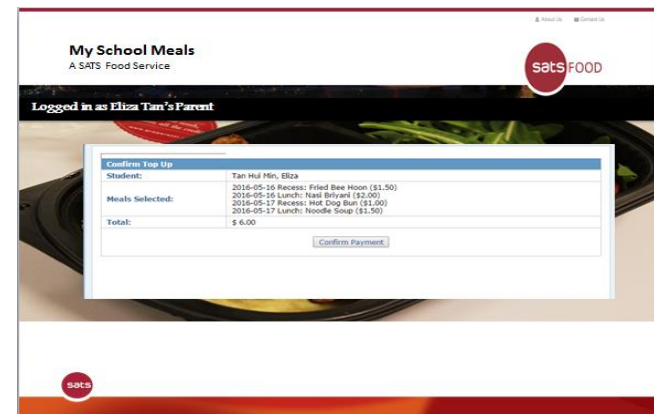 About Us Contact Us
My School Meals
A SATS Food Service
sats FOOD
Logged in as Eliza Tan's Parent
Confirm Top Up
Student: Tan Hui Min, Eliza
2016-05-16 Recess: Fried Bee Hoon ($1.50)
2016-05-16 Lunch: Nasi Briyani ($2.00)
Meals Selected:
2016-05-17 Recess: Hot Dog Bun ($1.00)
2016-05-17 Lunch: Noodle Soup ($1.50)
Total: $ 6.00
Confirm Payment
sats